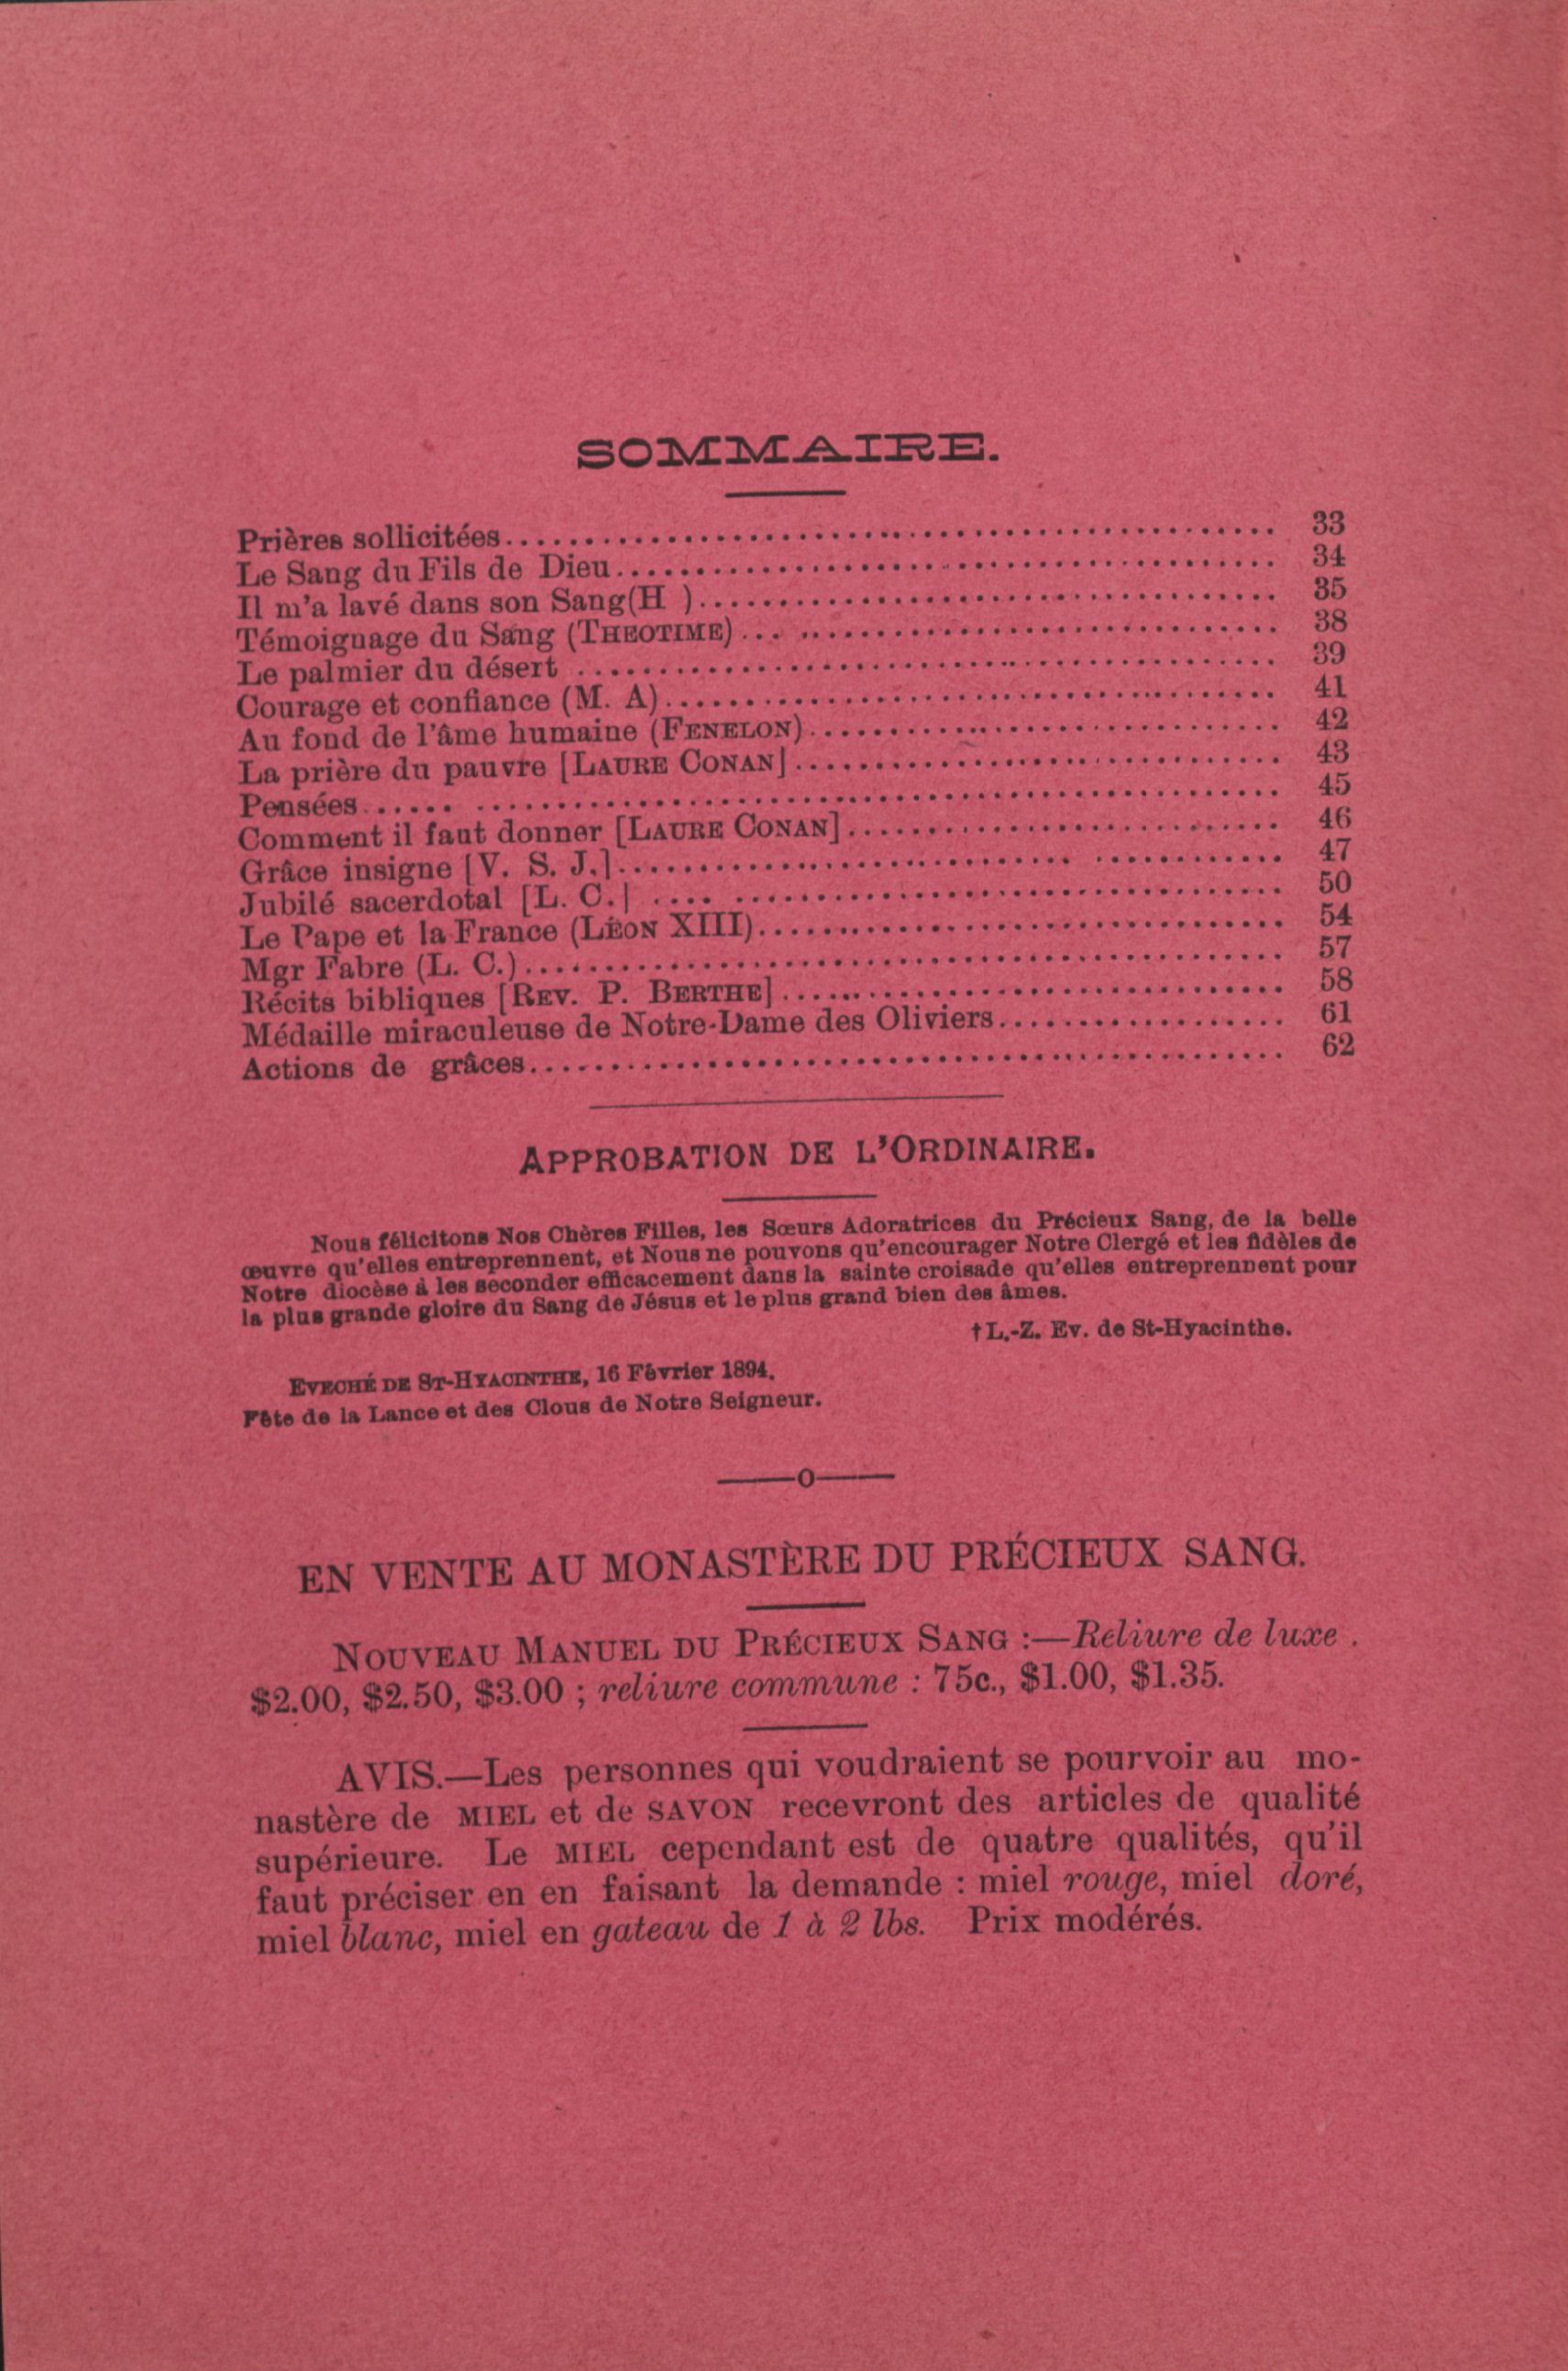 SOMMAIRE.
Prières sollicitées.................................................... 33
Le Sang du Fils de Dieu............................................ 34
Il m'a lavé dans son Sang(H )...................................... 35
Témoignage du Sang (THEOTIME)... .............................. 38
Le palmier du désert ............................................... 39
Courage et confiance (M. A)........................................ 41
Au fond de l'âme humaine (FENELON).............................. 42
La prière du pauvre [LAURE CONAN]............................... 43
Pensées...... .................................................... 45
Comment il faut donner [LAURE CONAN]............................ 46
Grâce insigne [V. S. J.].............................. ............ 47
Jubilé sacerdotal [L. C.] .... ................................... 50
Le Pape et la France (LÉON XIII).................................. 54
Mgr Fabre (L. C.)................................................. 57
Récits bibliques [REV. P. BERTHE]................................ 58
Médaille miraculeuse de Notre-Dame des Oliviers.................. 61
Actions de grâces................................................ 62
APPROBATION DE L'ORDINAIRE.
Nous félicitons Nos Chères Filles, les Sœurs Adoratrices du Précieux Sang, de la belle
œuvre qu'elles entreprennent, et Nous ne pouvons qu'encourager Notre Clergé et les fidèles de
Notre diocèse à les seconder efficacement dans la sainte croisade qu'elles entreprennent pour
la plus grande gloire du Sang de Jésus et le plus grand bien des âmes.
†L.-Z. Ev. de St-Hyacinthe.
EVECHÉ DE ST-HYACINTHE, 16 Février 1894.
Fête de la Lance et des Clous de Notre Seigneur.
——o——
EN VENTE AU MONASTÈRE DU PRÉCIEUX SANG.
NOUVEAU MANUEL DU PRÉCIEUX SANG :—Reliure de luxe .
$2.00, $2.50, $3.00 ; reliure commune : 75c., $1.00, $1.35.
AVIS.—Les personnes qui voudraient se pourvoir au mo-
nastère de MIEL et de SAVON recevront des articles de qualité
supérieure. Le MIEL cependant est de quatre qualités, qu'il
faut préciser en en faisant la demande : miel rouge, miel doré,
miel blanc, miel en gateau de 1 à 2 lbs. Prix modérés.